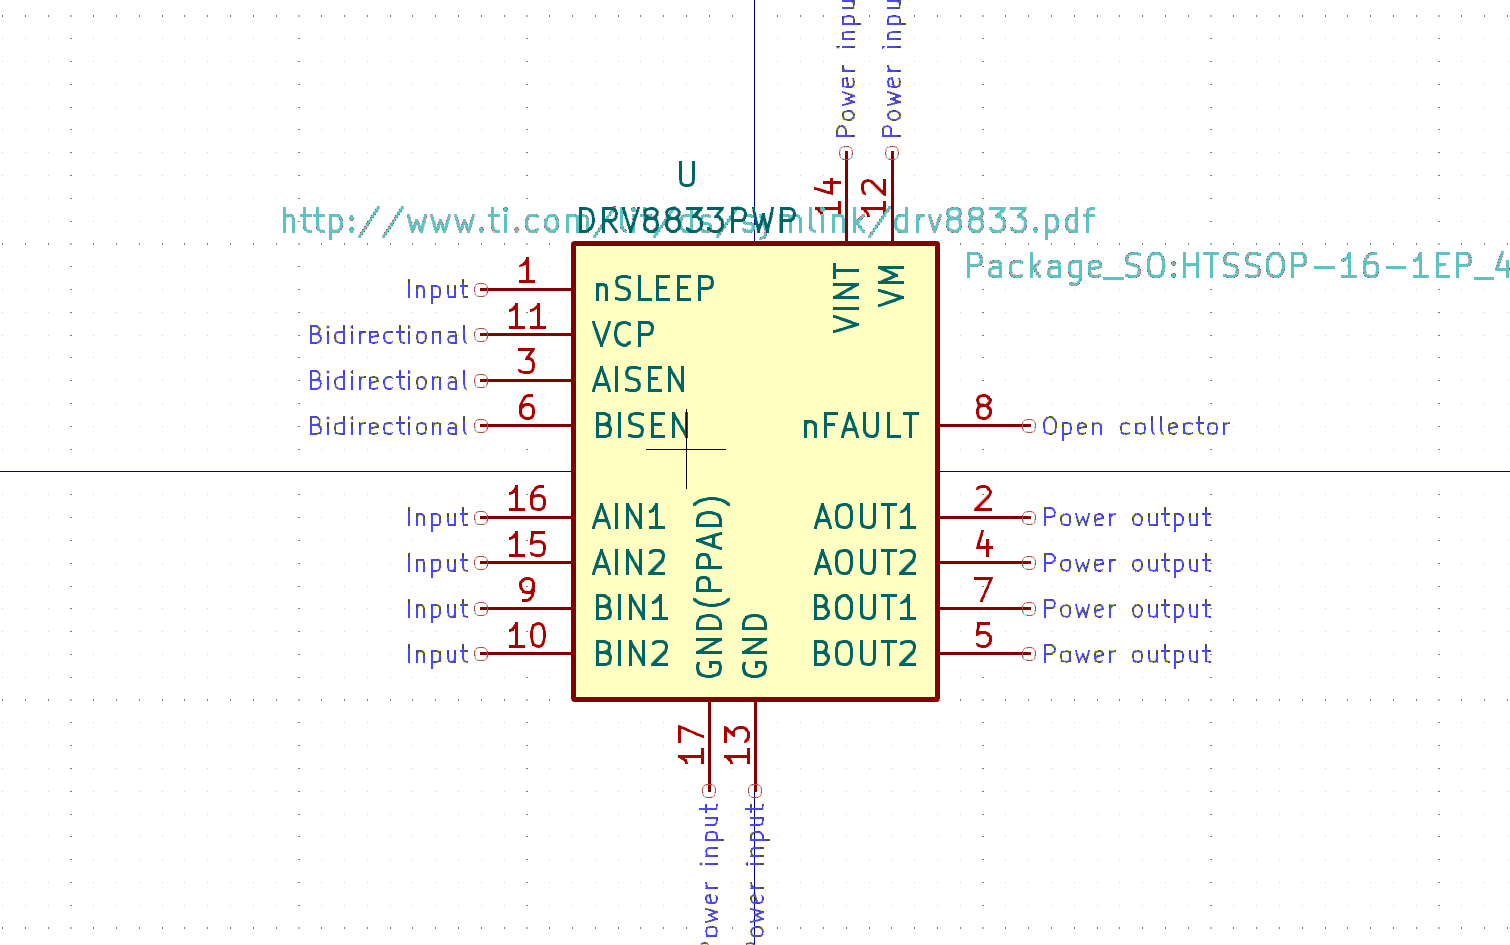 Power input
Power input
14
12
U
DRV8833PWP
http://www.ti.com/lit/ds/symlink/drv8833.pdf
Package_SO:HTSSOP-16-1EP_4
VINT
VM
Input 1 nSLEEP
Bidirectional 11 VCP
Bidirectional 3 AISEN
Bidirectional 6 BISEN
nFAULT 8 Open collector
Input 16 AIN1
AOUT1 2 Power output
Input 15 AIN2
AOUT2 4 Power output
Input 9 BIN1
BOUT1 7 Power output
Input 10 BIN2
BOUT2 5 Power output
GND(PPAD)
GND
17
13
ower input
ower input